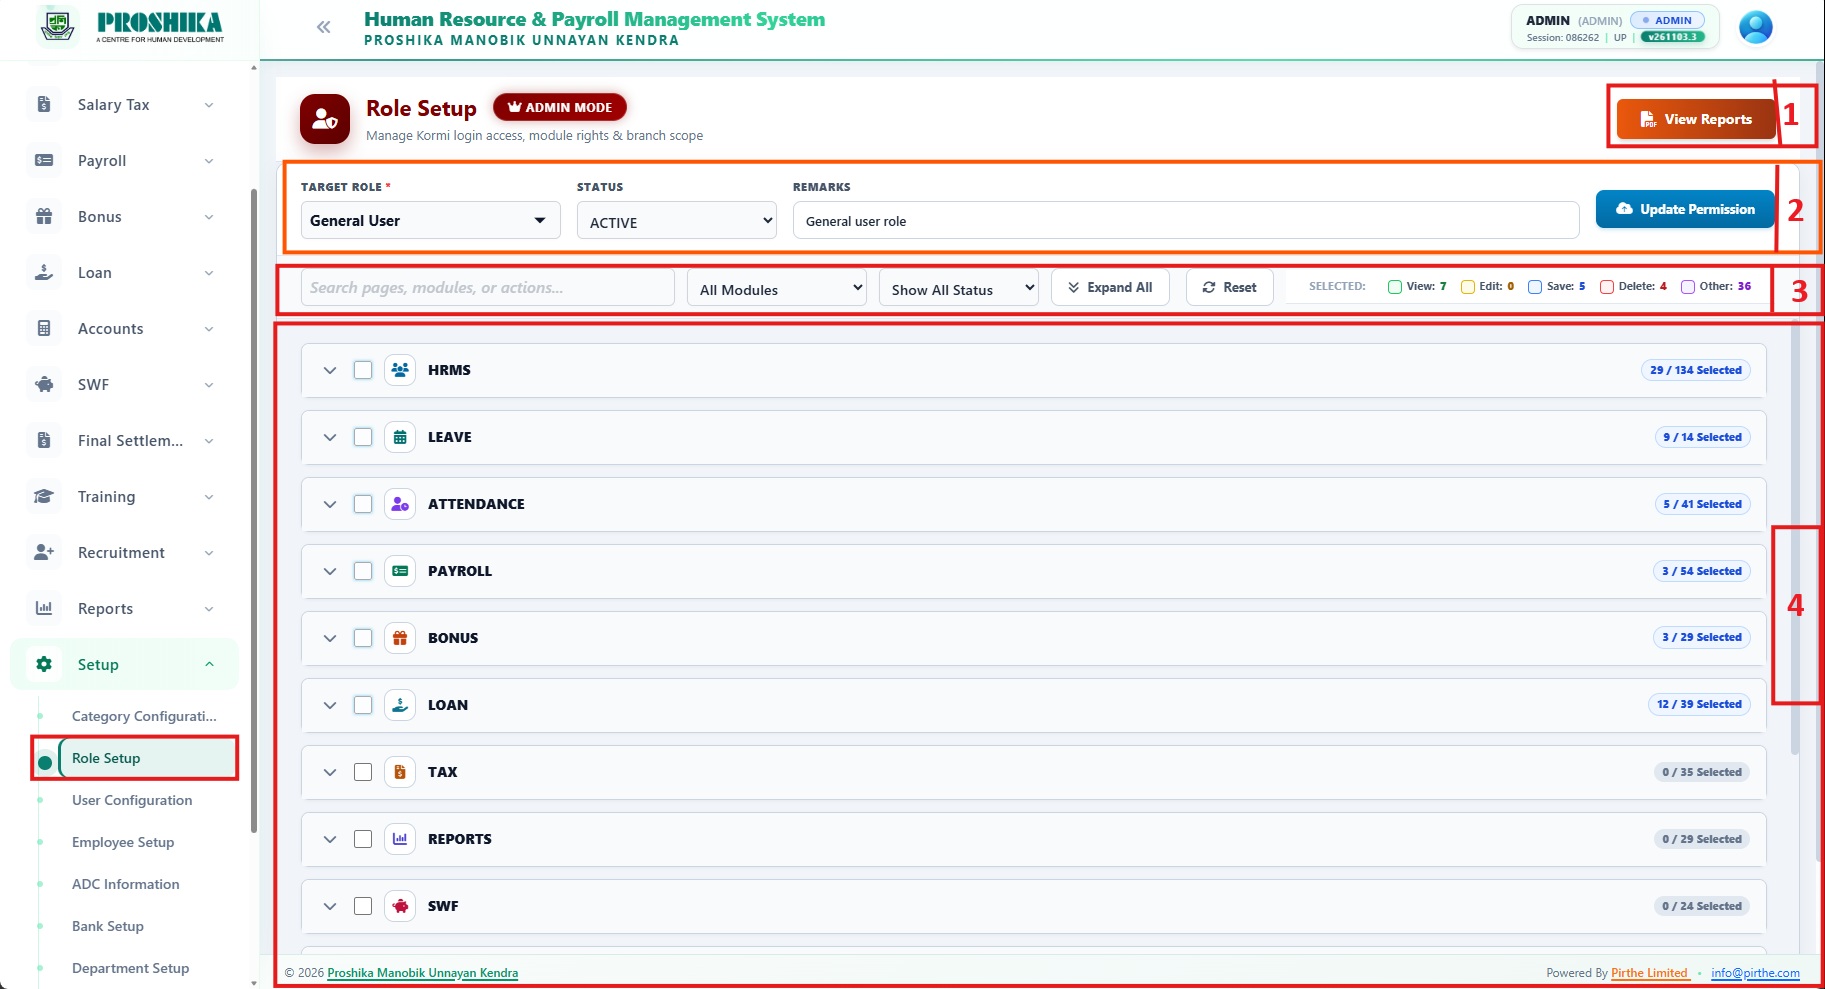 PROSHIKA
A CENTRE FOR HUMAN DEVELOPMENT
Human Resource & Payroll Management System
PROSHIKA MANOBIK UNNAYAN KENDRA
ADMIN (ADMIN) ADMIN
Session: 086262 | UP | v261103.3
Salary Tax
Payroll
Bonus
Loan
Accounts
SWF
Final Settlem...
Training
Recruitment
Reports
Setup
Category Configurati...
Role Setup
User Configuration
Employee Setup
ADC Information
Bank Setup
Department Setup
Role Setup ADMIN MODE
Manage Kormi login access, module rights & branch scope
PDF View Reports 1
TARGET ROLE * STATUS REMARKS
General User ACTIVE General user role Update Permission 2
Search pages, modules, or actions... All Modules Show All Status Expand All Reset SELECTED: View: 7 Edit: 0 Save: 5 Delete: 4 Other: 36 3
HRMS 29 / 134 Selected
LEAVE 9 / 14 Selected
ATTENDANCE 5 / 41 Selected
PAYROLL 3 / 54 Selected
4
BONUS 3 / 29 Selected
LOAN 12 / 39 Selected
TAX 0 / 35 Selected
REPORTS 0 / 29 Selected
SWF 0 / 24 Selected
© 2026 Proshika Manobik Unnayan Kendra Powered By Pirthe Limited • info@pirthe.com